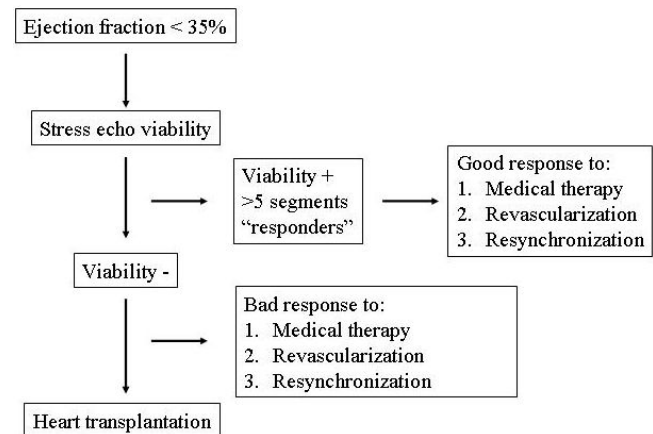 Ejection fraction < 35%
Stress echo viability
Viability +
>5 segments
“responders”
Good response to:
1. Medical therapy
2. Revascularization
3. Resynchronization
Viability -
Bad response to:
1. Medical therapy
2. Revascularization
3. Resynchronization
Heart transplantation